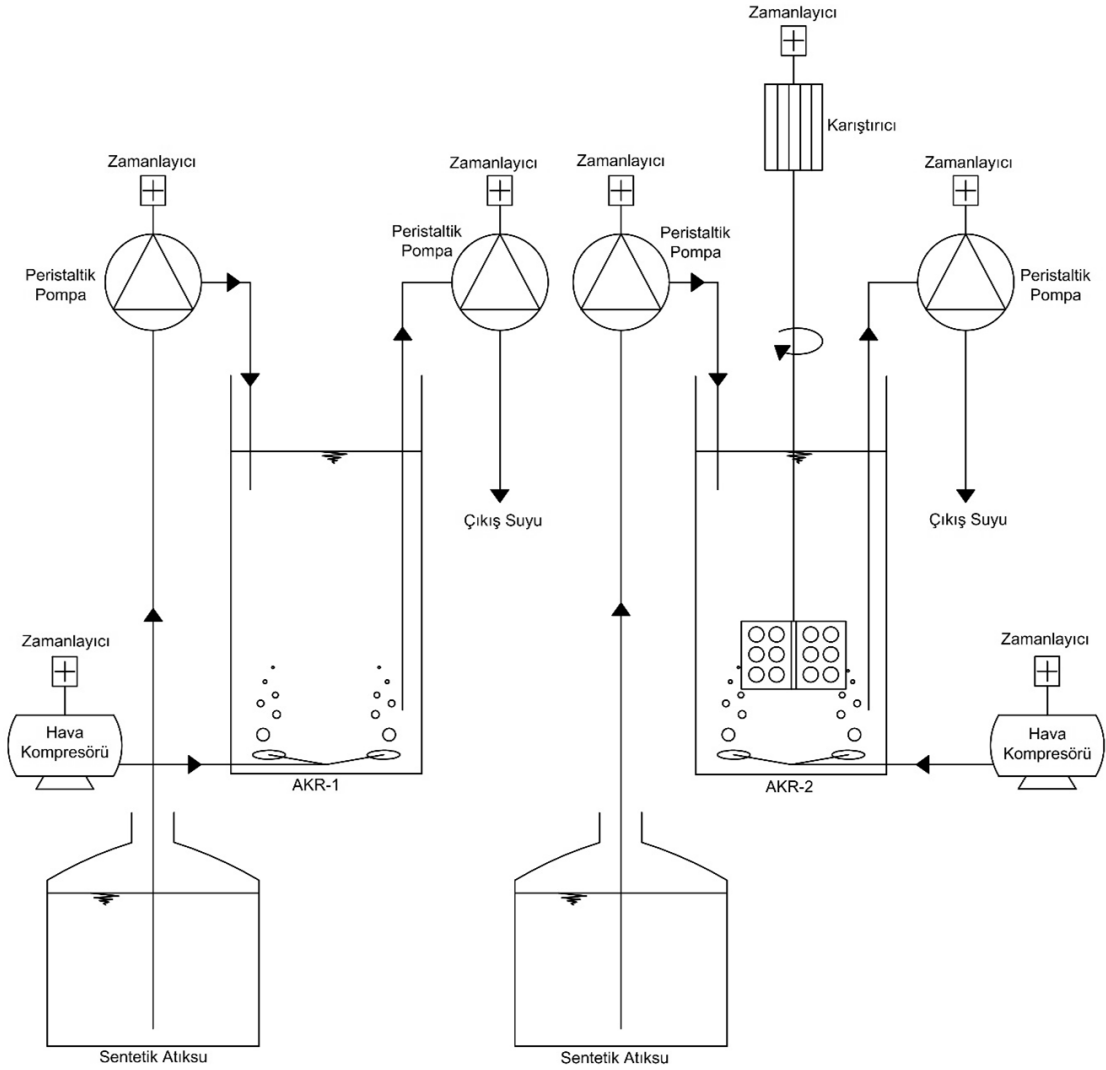 Zamanlayıcı
Karıştırıcı
Zamanlayıcı
Zamanlayıcı
Zamanlayıcı
Zamanlayıcı
Peristaltik
Pompa
Peristaltik
Pompa
Peristaltik
Pompa
Peristaltik
Pompa
Çıkış Suyu
Çıkış Suyu
Zamanlayıcı
Zamanlayıcı
Hava
Kompresörü
Hava
Kompresörü
AKR-1
AKR-2
Sentetik Atıksu
Sentetik Atıksu